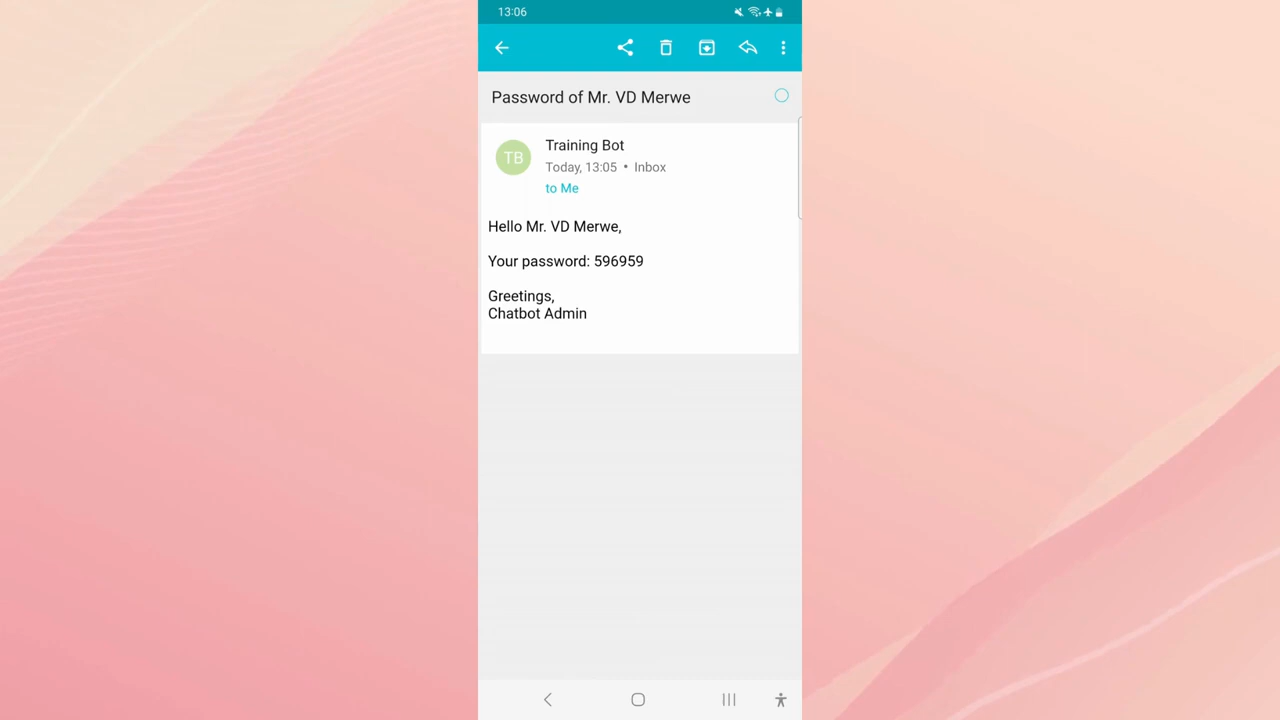 13:06
Password of Mr. VD Merwe
TB
Training Bot
Today, 13:05 • Inbox
to Me
Hello Mr. VD Merwe,
Your password: 596959
Greetings,
Chatbot Admin